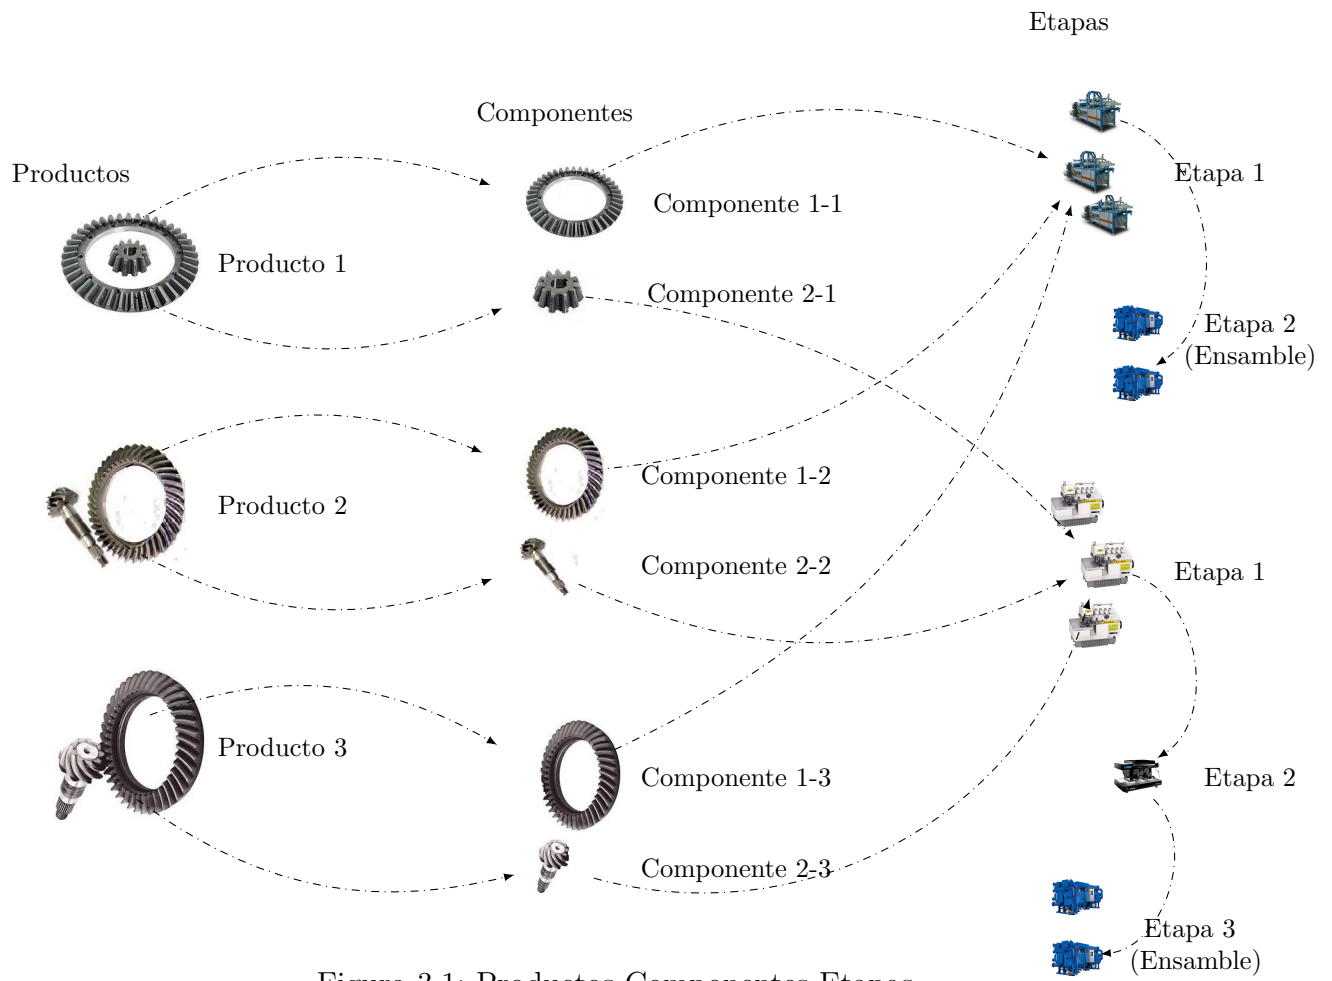 Etapas
Componentes
Productos
Etapa 1
Componente 1-1
Producto 1
Componente 2-1
Etapa 2
(Ensamble)
Componente 1-2
Producto 2
Componente 2-2
Etapa 1
Producto 3
Componente 1-3
Etapa 2
Componente 2-3
Etapa 3
(Ensamble)